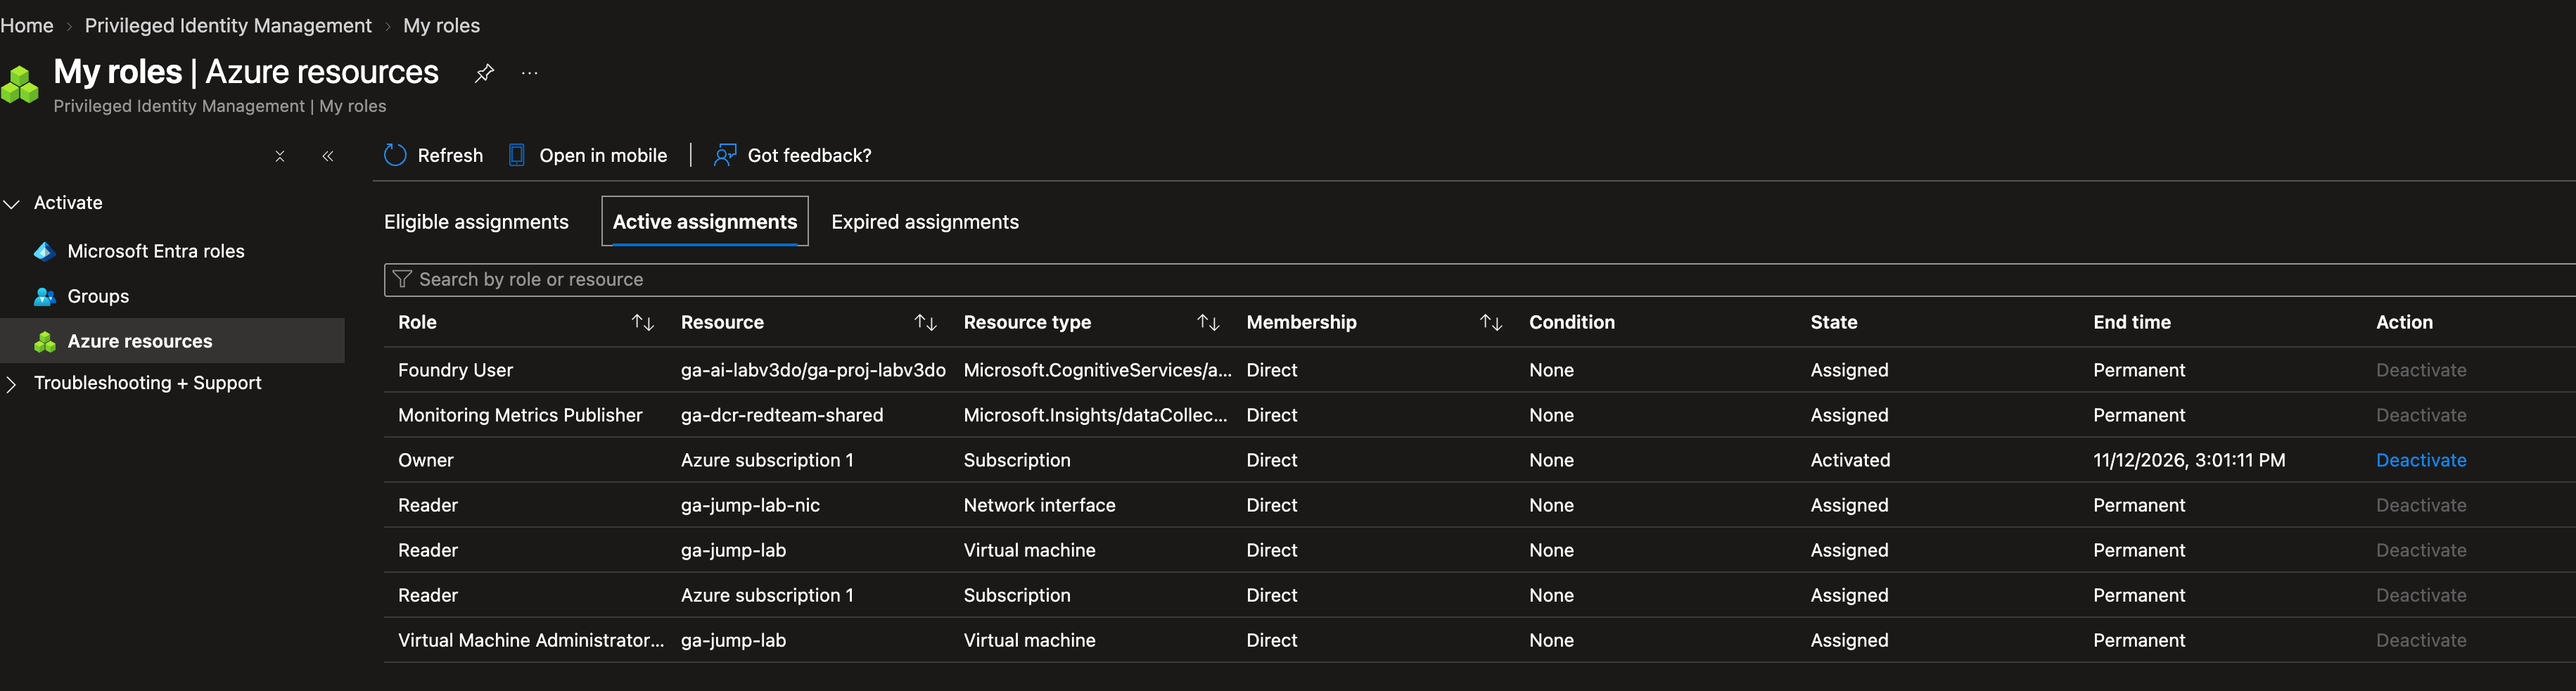 Home > Privileged Identity Management > My roles
My roles | Azure resources ...
Privileged Identity Management | My roles
Refresh Open in mobile | Got feedback?
Activate
Microsoft Entra roles
Groups
Azure resources
Troubleshooting + Support
Eligible assignments Active assignments Expired assignments
Search by role or resource
Role Resource Resource type Membership Condition State End time Action
Foundry User ga-ai-labv3do/ga-proj-labv3do Microsoft.CognitiveServices/a... Direct None Assigned Permanent Deactivate
Monitoring Metrics Publisher ga-dcr-redteam-shared Microsoft.Insights/dataCollec... Direct None Assigned Permanent Deactivate
Owner Azure subscription 1 Subscription Direct None Activated 11/12/2026, 3:01:11 PM Deactivate
Reader ga-jump-lab-nic Network interface Direct None Assigned Permanent Deactivate
Reader ga-jump-lab Virtual machine Direct None Assigned Permanent Deactivate
Reader Azure subscription 1 Subscription Direct None Assigned Permanent Deactivate
Virtual Machine Administrator... ga-jump-lab Virtual machine Direct None Assigned Permanent Deactivate